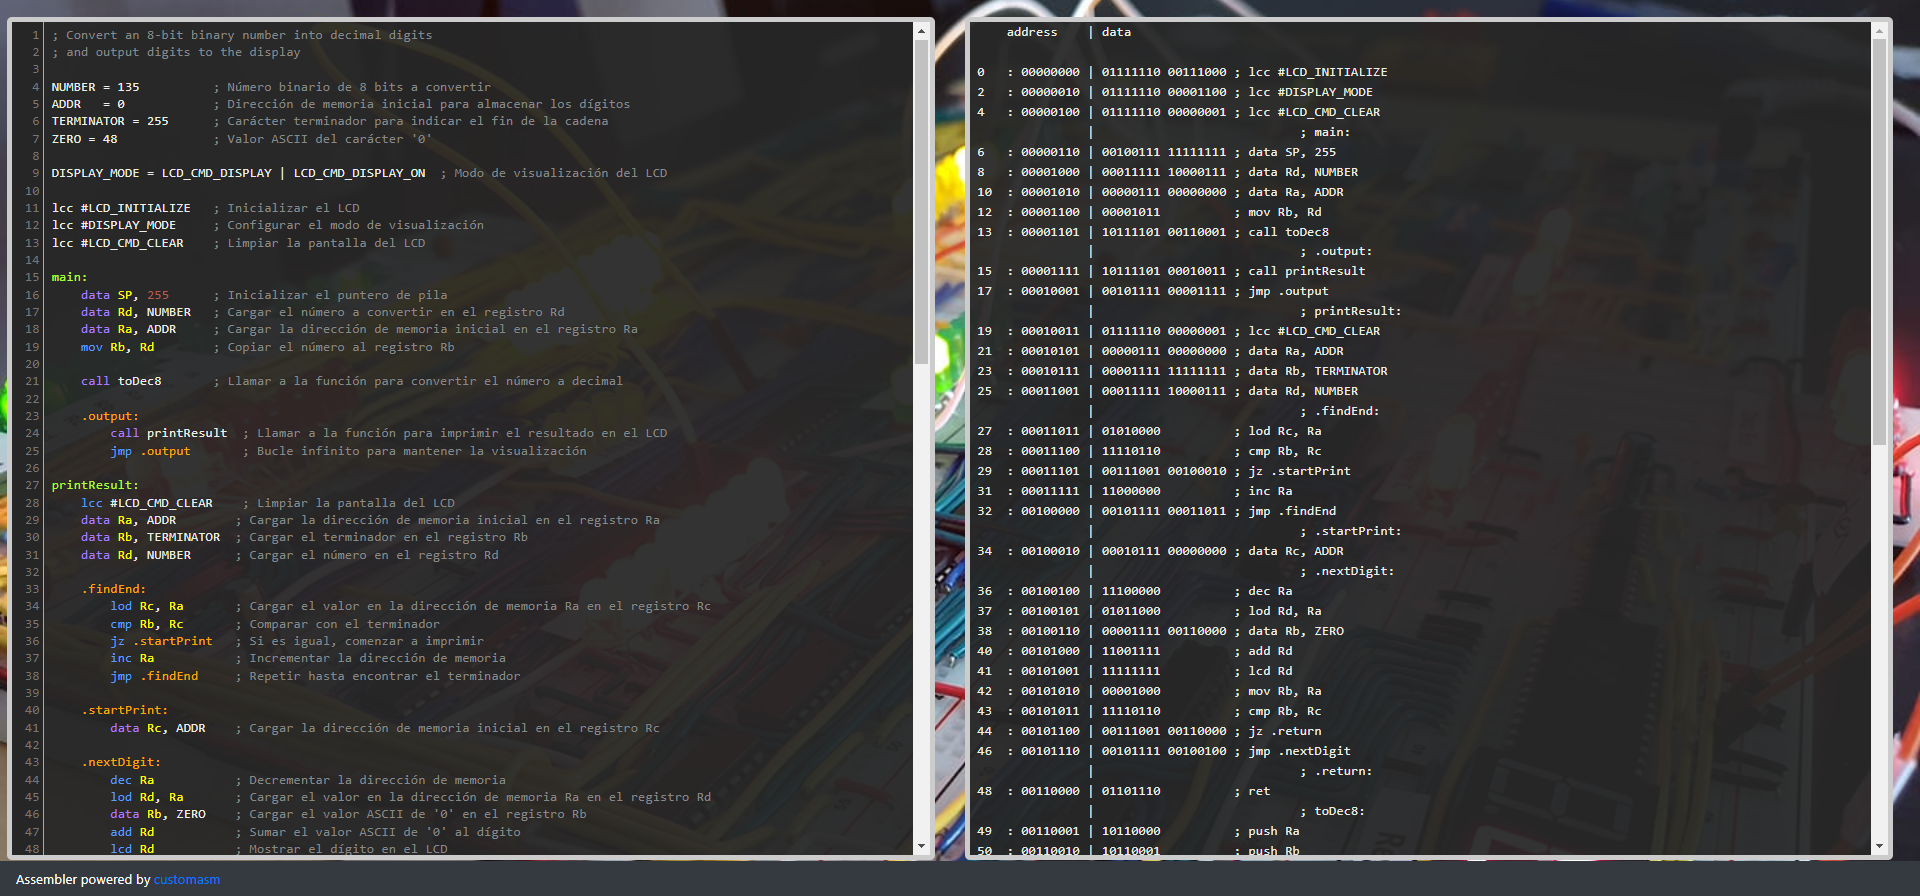 1 ; Convert an 8-bit binary number into decimal digits
2 ; and output digits to the display
3
4 NUMBER = 135 ; Número binario de 8 bits a convertir
5 ADDR = 0 ; Dirección de memoria inicial para almacenar los dígitos
6 TERMINATOR = 255 ; Carácter terminador para indicar el fin de la cadena
7 ZERO = 48 ; Valor ASCII del carácter '0'
8
9 DISPLAY_MODE = LCD_CMD_DISPLAY | LCD_CMD_DISPLAY_ON ; Modo de visualización del LCD
10
11 lcc #LCD_INITIALIZE ; Inicializar el LCD
12 lcc #DISPLAY_MODE ; Configurar el modo de visualización
13 lcc #LCD_CMD_CLEAR ; Limpiar la pantalla del LCD
14
15 main:
16 data SP, 255 ; Inicializar el puntero de pila
17 data Rd, NUMBER ; Cargar el número a convertir en el registro Rd
18 data Ra, ADDR ; Cargar la dirección de memoria inicial en el registro Ra
19 mov Rb, Rd ; Copiar el número al registro Rb
20
21 call toDec8 ; Llamar a la función para convertir el número a decimal
22
23 .output:
24 call printResult ; Llamar a la función para imprimir el resultado en el LCD
25 jmp .output ; Bucle infinito para mantener la visualización
26
27 printResult:
28 lcc #LCD_CMD_CLEAR ; Limpiar la pantalla del LCD
29 data Ra, ADDR ; Cargar la dirección de memoria inicial en el registro Ra
30 data Rb, TERMINATOR ; Cargar el terminador en el registro Rb
31 data Rd, NUMBER ; Cargar el número en el registro Rd
32
33 .findEnd:
34 lod Rc, Ra ; Cargar el valor en la dirección de memoria Ra en el registro Rc
35 cmp Rb, Rc ; Comparar con el terminador
36 jz .startPrint ; Si es igual, comenzar a imprimir
37 inc Ra ; Incrementar la dirección de memoria
38 jmp .findEnd ; Repetir hasta encontrar el terminador
39
40 .startPrint:
41 data Rc, ADDR ; Cargar la dirección de memoria inicial en el registro Rc
42
43 .nextDigit:
44 dec Ra ; Decrementar la dirección de memoria
45 lod Rd, Ra ; Cargar el valor en la dirección de memoria Ra en el registro Rd
46 data Rb, ZERO ; Cargar el valor ASCII de '0' en el registro Rb
47 add Rd ; Sumar el valor ASCII de '0' al dígito
48 lcd Rd ; Mostrar el dígito en el LCD
address | data
0 : 00000000 | 01111110 00111000 ; lcc #LCD_INITIALIZE
2 : 00000010 | 01111110 00001100 ; lcc #DISPLAY_MODE
4 : 00000100 | 01111110 00000001 ; lcc #LCD_CMD_CLEAR
| ; main:
6 : 00000110 | 00100111 11111111 ; data SP, 255
8 : 00001000 | 00011111 10000111 ; data Rd, NUMBER
10 : 00001010 | 00000111 00000000 ; data Ra, ADDR
12 : 00001100 | 00001011 ; mov Rb, Rd
13 : 00001101 | 10111101 00110001 ; call toDec8
| ; .output:
15 : 00001111 | 10111101 00010011 ; call printResult
17 : 00010001 | 00101111 00001111 ; jmp .output
| ; printResult:
19 : 00010011 | 01111110 00000001 ; lcc #LCD_CMD_CLEAR
21 : 00010101 | 00000111 00000000 ; data Ra, ADDR
23 : 00010111 | 00001111 11111111 ; data Rb, TERMINATOR
25 : 00011001 | 00011111 10000111 ; data Rd, NUMBER
| ; .findEnd:
27 : 00011011 | 01010000 ; lod Rc, Ra
28 : 00011100 | 11110110 ; cmp Rb, Rc
29 : 00011101 | 00111001 00100010 ; jz .startPrint
31 : 00011111 | 11000000 ; inc Ra
32 : 00100000 | 00101111 00011011 ; jmp .findEnd
| ; .startPrint:
34 : 00100010 | 00010111 00000000 ; data Rc, ADDR
| ; .nextDigit:
36 : 00100100 | 11100000 ; dec Ra
37 : 00100101 | 01011000 ; lod Rd, Ra
38 : 00100110 | 00001111 00110000 ; data Rb, ZERO
40 : 00101000 | 11001111 ; add Rd
41 : 00101001 | 11111111 ; lcd Rd
42 : 00101010 | 00001000 ; mov Rb, Ra
43 : 00101011 | 11110110 ; cmp Rb, Rc
44 : 00101100 | 00111001 00110000 ; jz .return
46 : 00101110 | 00101111 00100100 ; jmp .nextDigit
| ; .return:
48 : 00110000 | 01101110 ; ret
| ; toDec8:
49 : 00110001 | 10110000 ; push Ra
50 : 00110010 | 10110001 ; push Rb
Assembler powered by customasm